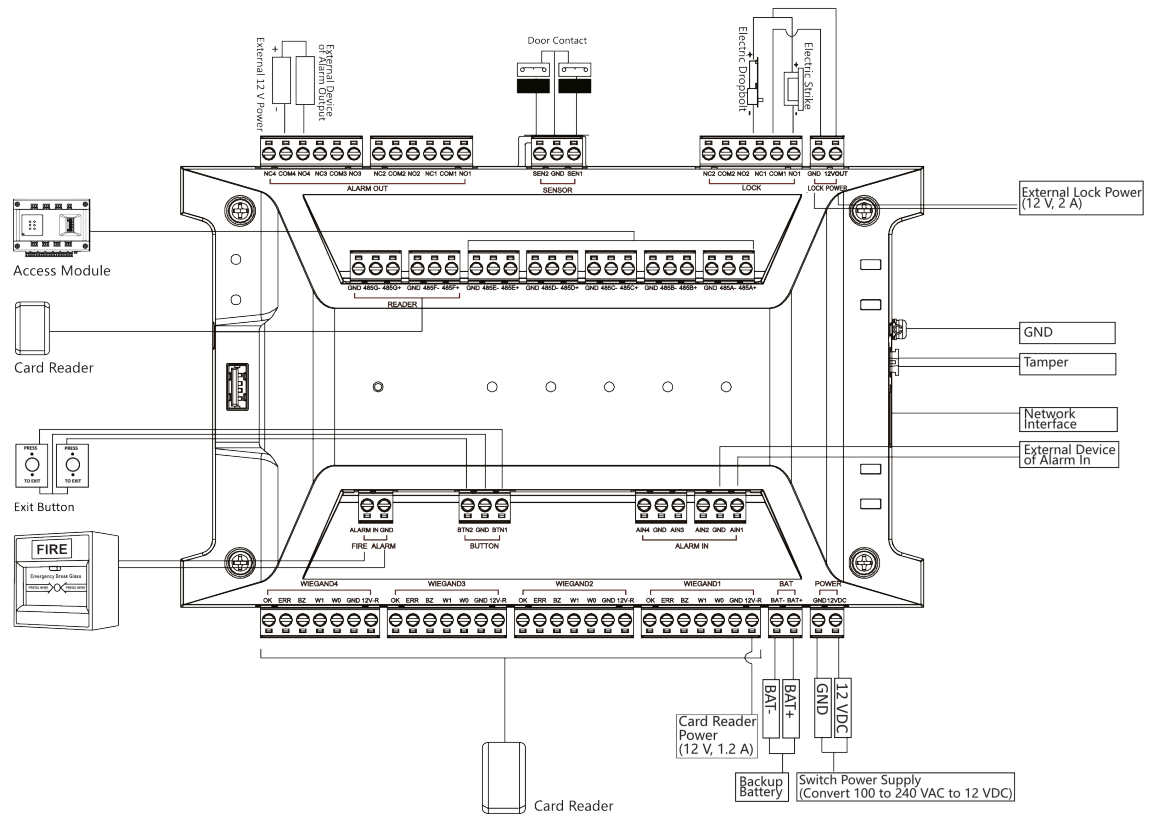 Door Contact
+
-
External 12 V Power
External Device
of Alarm Output
Electric Dropbolt
+
-
Electric Strike
+
-
NC4 COM4 NO4 NC3 COM3 NO3
NC2 COM2 NO2 NC1 COM1 NO1
ALARM OUT
SEN2 GND SEN1
SENSOR
NC2 COM2 NO2 NC1 COM1 NO1
LOCK
GND 12VOUT
LOCK POWER
External Lock Power
(12 V, 2 A)
Access Module
GND 485G- 485G+
GND 485F- 485F+
GND 485E- 485E+
GND 485D- 485D+
GND 485C- 485C+
GND 485B- 485B+
GND 485A- 485A+
READER
Card Reader
GND
Tamper
Network
Interface
External Device
of Alarm In
PRESS
TO EXIT
PRESS
TO EXIT
Exit Button
ALARM IN GND
FIRE ALARM
BTN2 GND BTN1
BUTTON
AIN4 GND AIN3
AIN2 GND AIN1
ALARM IN
FIRE
Emergency Break Glass
PRESS HERE
PRESS HERE
WIEGAND4
WIEGAND3
WIEGAND2
WIEGAND1
BAT
POWER
OK ERR BZ W1 W0 GND 12V-R
OK ERR BZ W1 W0 GND 12V-R
OK ERR BZ W1 W0 GND 12V-R
OK ERR BZ W1 W0 GND 12V-R
BAT- BAT+
GND 12VDC
BAT-
BAT+
GND
12 VDC
Card Reader
Power
(12 V, 1.2 A)
Backup
Battery
Switch Power Supply
(Convert 100 to 240 VAC to 12 VDC)
Card Reader